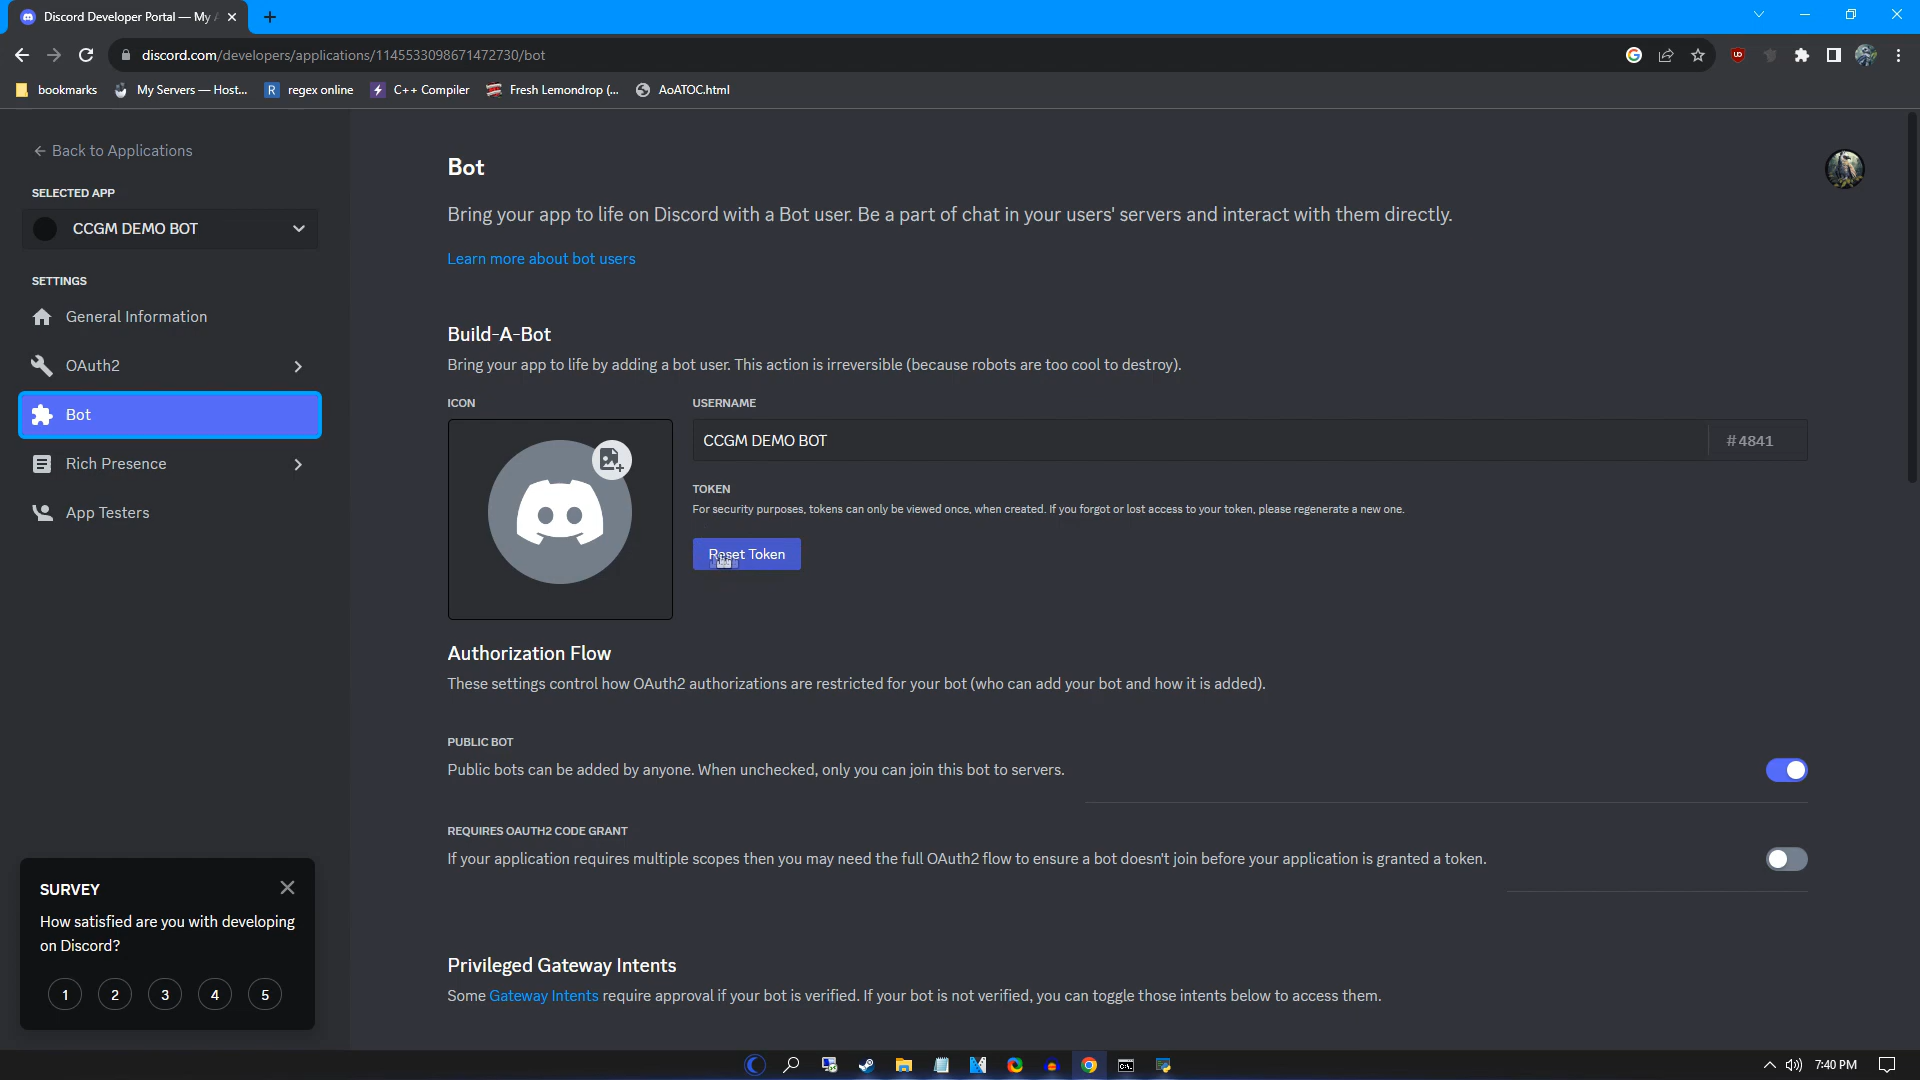 Discord Developer Portal — My A
discord.com/developers/applications/1145533098671472730/bot
bookmarks
My Servers — Host...
R
regex online
C++ Compiler
Fresh Lemondrop (...
AoATOC.html
← Back to Applications
SELECTED APP
CCGM DEMO BOT
SETTINGS
General Information
OAuth2
Bot
Rich Presence
App Testers
SURVEY
How satisfied are you with developing
on Discord?
1
2
3
4
5
Bot
Bring your app to life on Discord with a Bot user. Be a part of chat in your users' servers and interact with them directly.
Learn more about bot users
Build-A-Bot
Bring your app to life by adding a bot user. This action is irreversible (because robots are too cool to destroy).
ICON
USERNAME
CCGM DEMO BOT
#4841
TOKEN
For security purposes, tokens can only be viewed once, when created. If you forgot or lost access to your token, please regenerate a new one.
Reset Token
Authorization Flow
These settings control how OAuth2 authorizations are restricted for your bot (who can add your bot and how it is added).
PUBLIC BOT
Public bots can be added by anyone. When unchecked, only you can join this bot to servers.
REQUIRES OAUTH2 CODE GRANT
If your application requires multiple scopes then you may need the full OAuth2 flow to ensure a bot doesn't join before your application is granted a token.
Privileged Gateway Intents
Some Gateway Intents require approval if your bot is verified. If your bot is not verified, you can toggle those intents below to access them.
7:40 PM